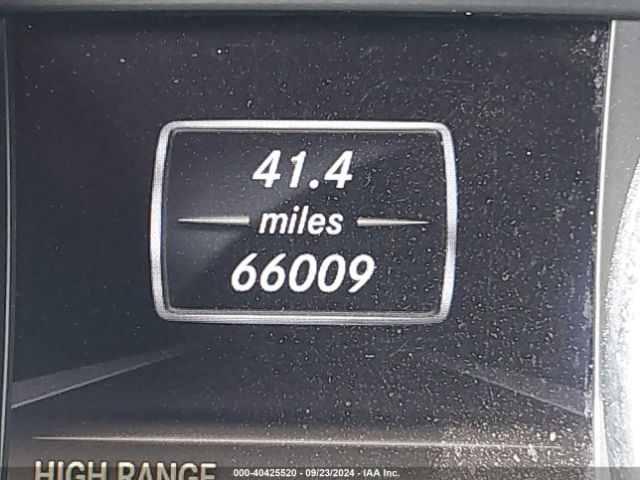 41.4
miles
66009
HIGH RANGE
000-40425520 - 09/23/2024 - IAA Inc.